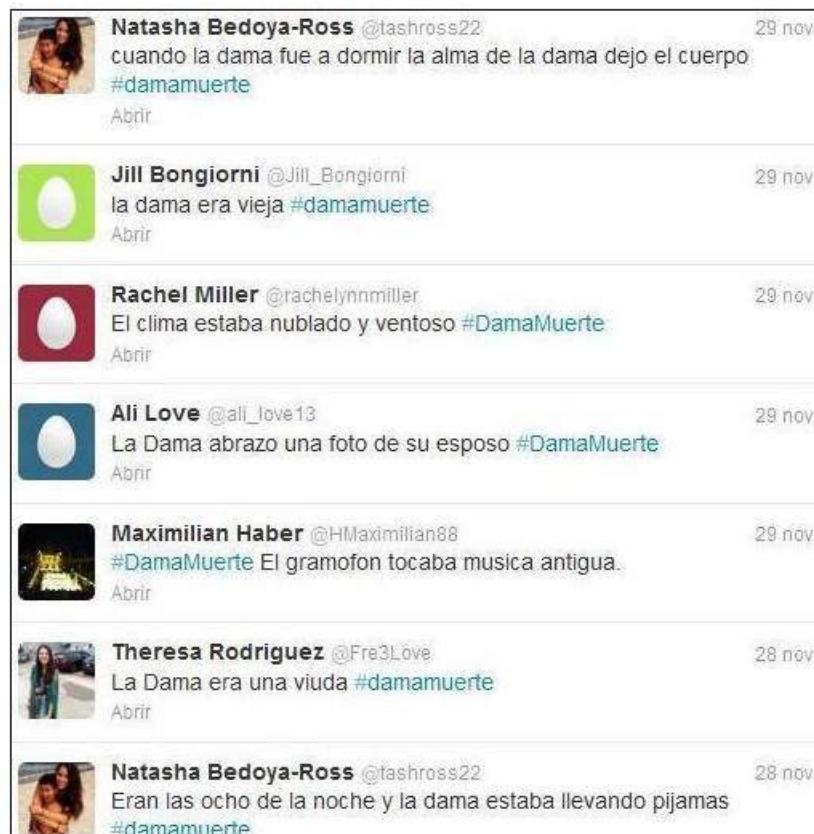 Natasha Bedoya-Ross @tashross22 29 nov
cuando la dama fue a dormir la alma de la dama dejo el cuerpo
#damamuerte
Abrir
Jill Bongiorni @Jill_Bongiorni 29 nov
la dama era vieja #damamuerte
Abrir
Rachel Miller @rachelynnmiller 29 nov
El clima estaba nublado y ventoso #DamaMuerte
Abrir
Ali Love @ali_love13 29 nov
La Dama abrazo una foto de su esposo #DamaMuerte
Abrir
Maximilian Haber @HMaximilian88 29 nov
#DamaMuerte El gramofon tocaba musica antigua.
Abrir
Theresa Rodriguez @Fre3Love 28 nov
La Dama era una viuda #damamuerte
Abrir
Natasha Bedoya-Ross @tashross22 28 nov
Eran las ocho de la noche y la dama estaba llevando pijamas
#damamuerte